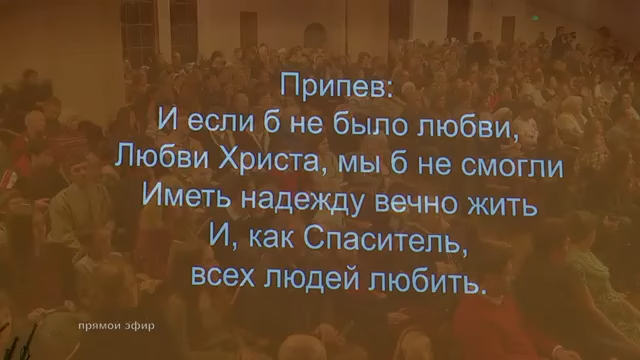 Припев:
И если б не было любви,
Любви Христа, мы б не смогли
Иметь надежду вечно жить
И, как Спаситель,
всех людей любить.
прямой эфир